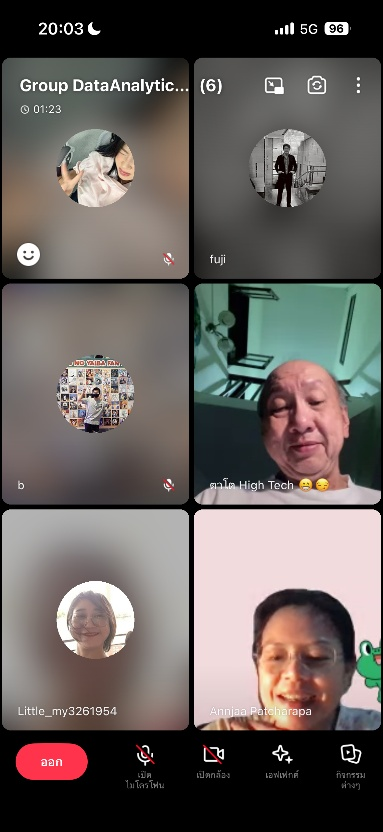 20:03
5G 96
Group DataAnalytic... (6)
01:23
fuji
NO YAIBA FAN
b
ตาโต High Tech 😁😏
Little_my3261954
Annjaa Patcharapa
ออก
เปิด
ไมโครโฟน
เปิดกล้อง
เอฟเฟกต์
กิจกรรม
ต่างๆ